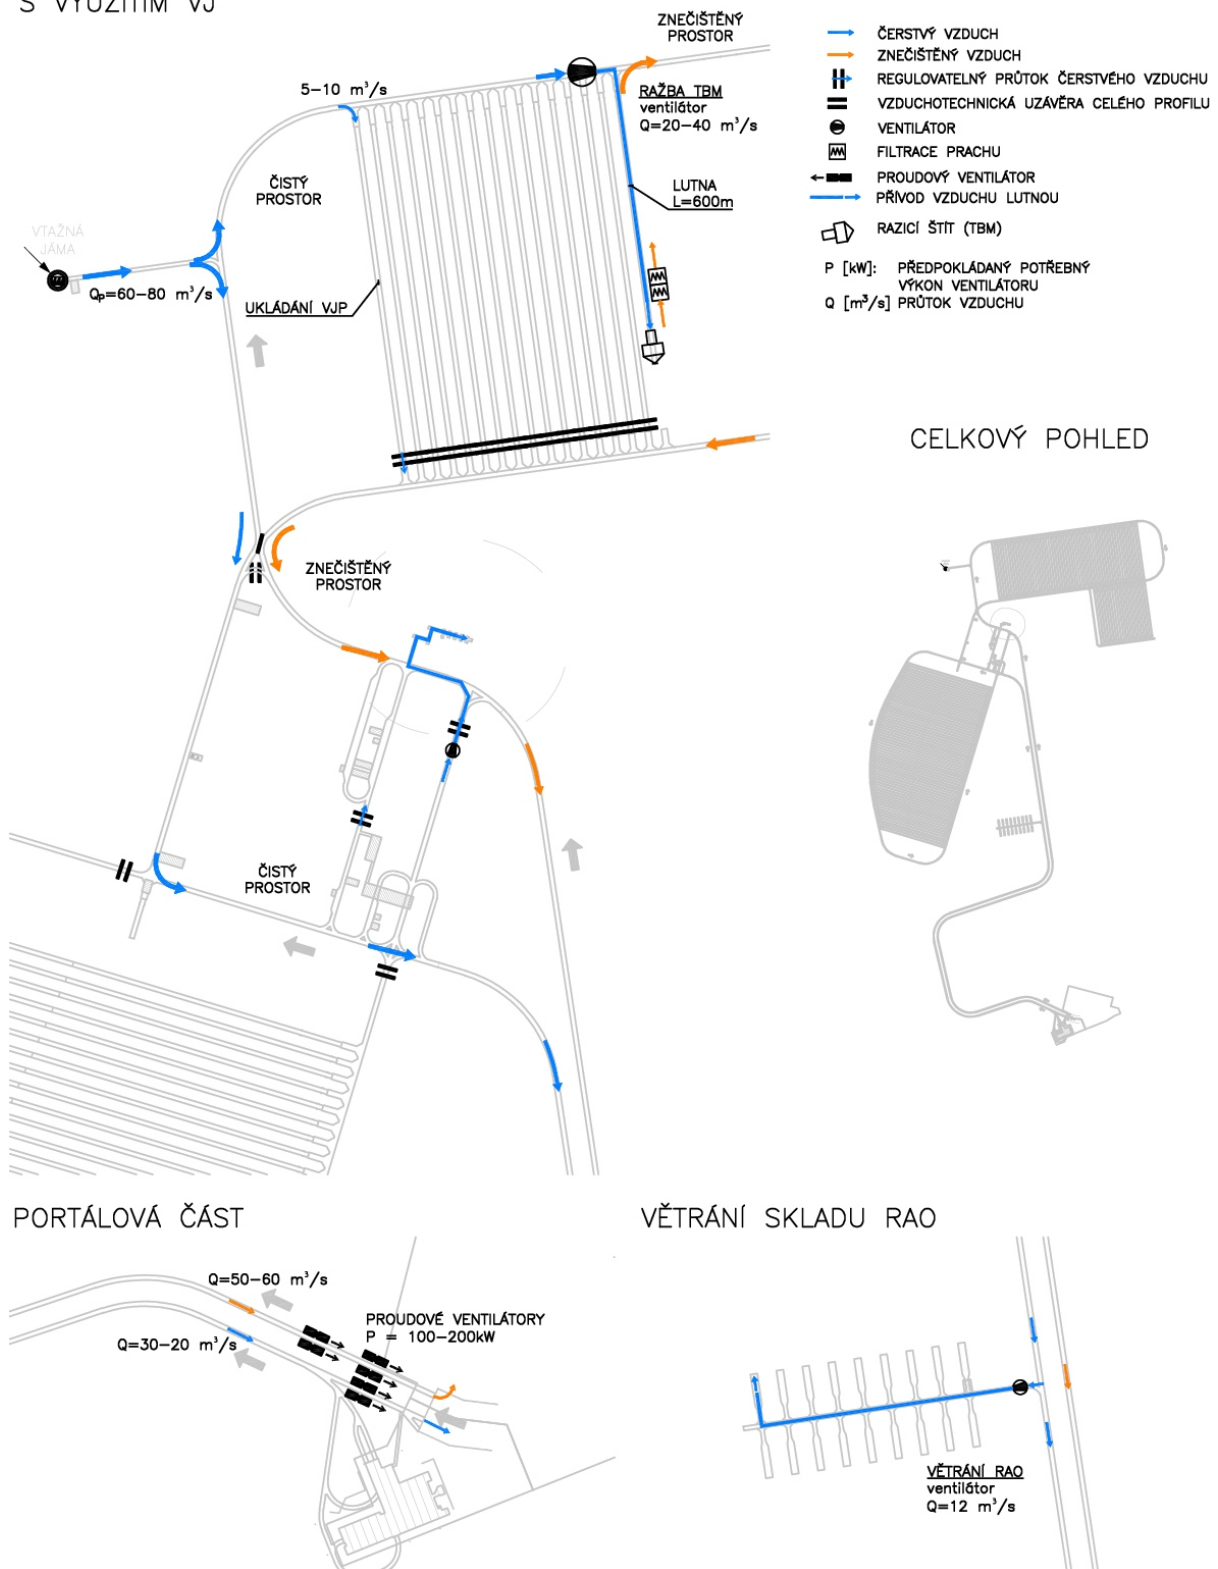 S VYUŽITÍM VJ
ZNEČIŠTĚNÝ
PROSTOR
5-10 m³/s
RAŽBA TBM
ventilátor
Q=20-40 m³/s
ČISTÝ
PROSTOR
LUTNA
L=600m
VTAŽNÁ
JÁMA
Qp=60-80 m³/s
UKLÁDÁNÍ VJP
ČERSTVÝ VZDUCH
ZNEČIŠTĚNÝ VZDUCH
REGULOVATELNÝ PRŮTOK ČERSTVÉHO VZDUCHU
VZDUCHOTECHNICKÁ UZÁVĚRA CELÉHO PROFILU
VENTILÁTOR
FILTRACE PRACHU
PROUDOVÝ VENTILÁTOR
PŘÍVOD VZDUCHU LUTNOU
RAZICÍ ŠTÍT (TBM)
P [kW]: PŘEDPOKLÁDANÝ POTŘEBNÝ
VÝKON VENTILÁTORU
Q [m³/s] PRŮTOK VZDUCHU
CELKOVÝ POHLED
ZNEČIŠTĚNÝ
PROSTOR
ČISTÝ
PROSTOR
PORTÁLOVÁ ČÁST
Q=50-60 m³/s
PROUDOVÉ VENTILÁTORY
P = 100-200kW
Q=30-20 m³/s
VĚTRÁNÍ SKLADU RAO
VĚTRÁNÍ RAO
ventilátor
Q=12 m³/s